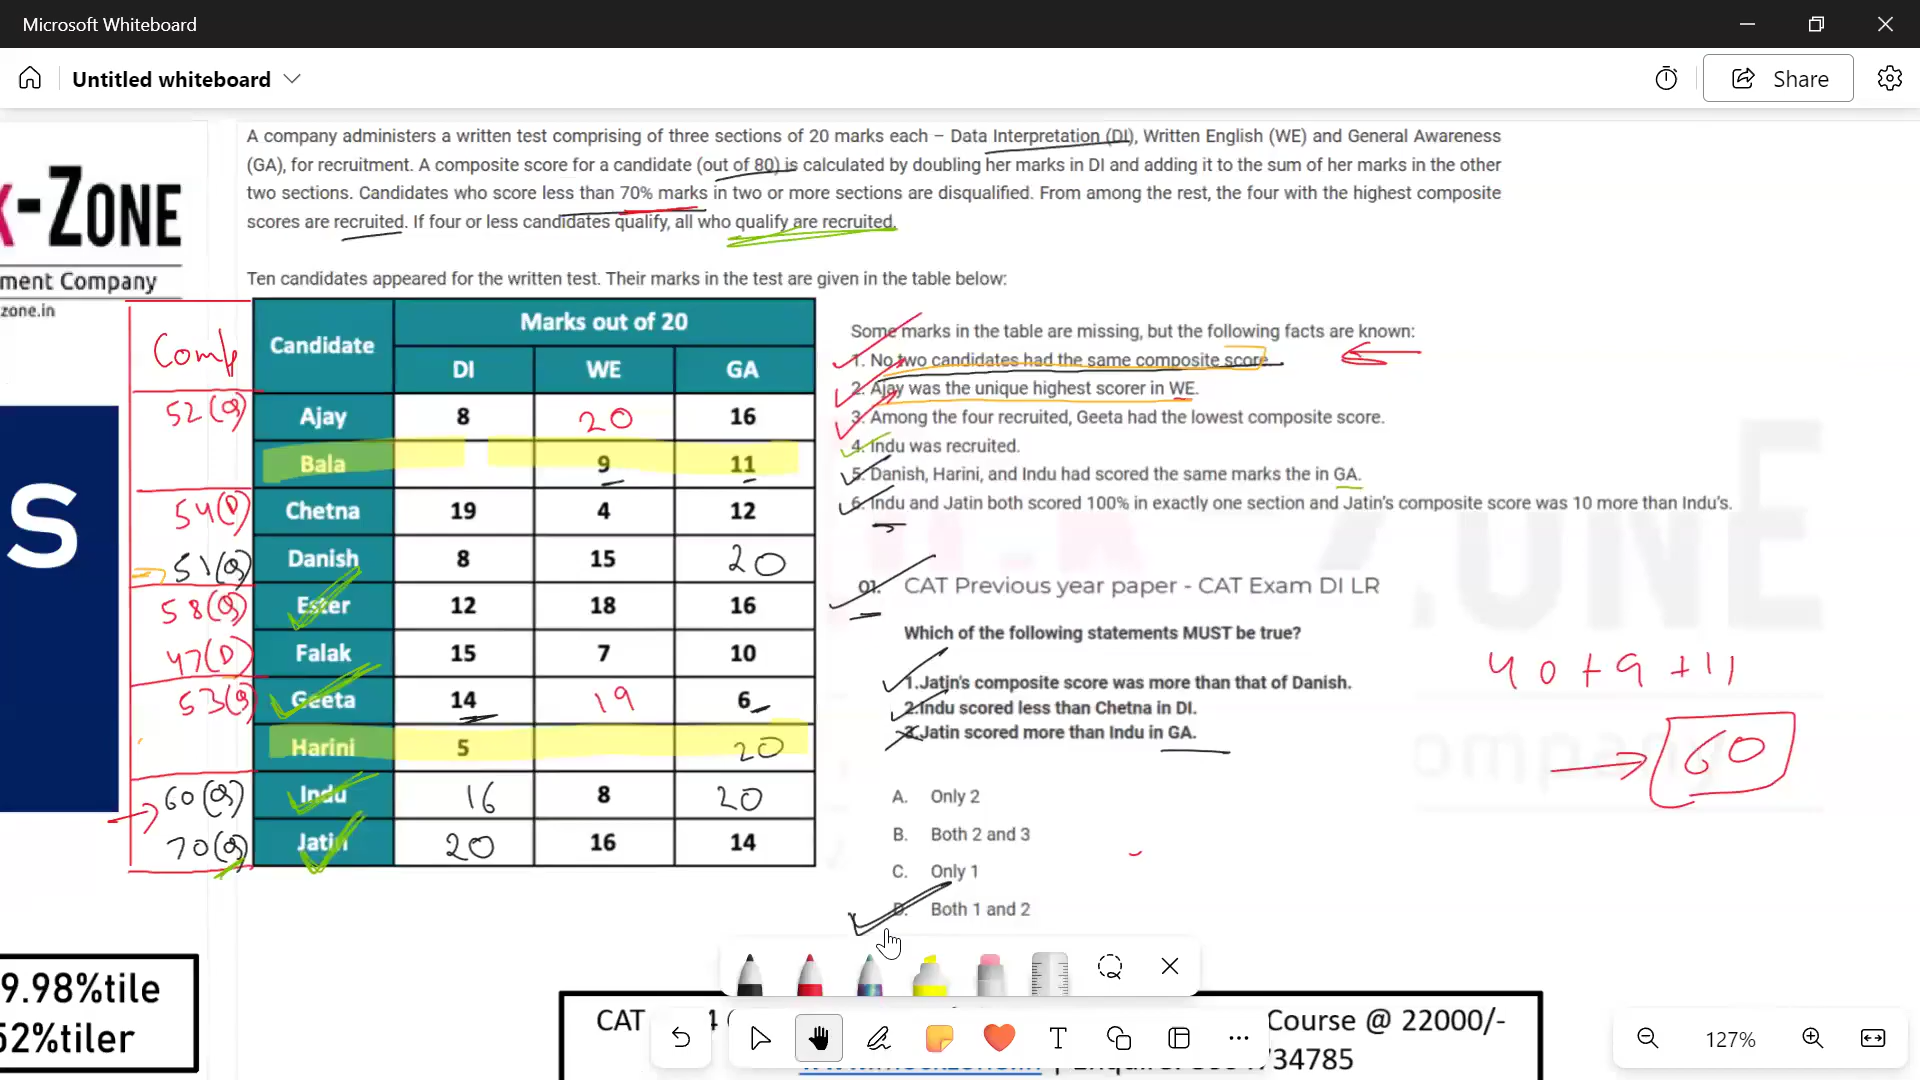 Microsoft Whiteboard
Untitled whiteboard
Share
A company administers a written test comprising of three sections of 20 marks each – Data Interpretation (DI), Written English (WE) and General Awareness
(GA), for recruitment. A composite score for a candidate (out of 80) is calculated by doubling her marks in DI and adding it to the sum of her marks in the other
two sections. Candidates who score less than 70% marks in two or more sections are disqualified. From among the rest, the four with the highest composite
scores are recruited. If four or less candidates qualify, all who qualify are recruited.
K-ZONE
ment Company
zone.in
Ten candidates appeared for the written test. Their marks in the test are given in the table below:
Comp Candidate Marks out of 20
DI WE GA
52(Q) Ajay 8 20 16
Bala 9 11
54(D) Chetna 19 4 12
51(Q) Danish 8 15 20
58(Q) Ester 12 18 16
47(D) Falak 15 7 10
53(Q) Geeta 14 19 6
Harini 5 20
60(Q) Indu 16 8 20
70(Q) Jatin 20 16 14
Some marks in the table are missing, but the following facts are known:
1. No two candidates had the same composite score.
2. Ajay was the unique highest scorer in WE.
3. Among the four recruited, Geeta had the lowest composite score.
4. Indu was recruited.
5. Danish, Harini, and Indu had scored the same marks the in GA.
6. Indu and Jatin both scored 100% in exactly one section and Jatin's composite score was 10 more than Indu's.
01. CAT Previous year paper - CAT Exam DI LR
Which of the following statements MUST be true?
1.Jatin's composite score was more than that of Danish.
2.Indu scored less than Chetna in DI.
3.Jatin scored more than Indu in GA.
A. Only 2
B. Both 2 and 3
C. Only 1
D. Both 1 and 2
40 + 9 + 11
60
S
9.98%tile
52%tiler
CAT
4
Course @ 22000/-
34785
127%